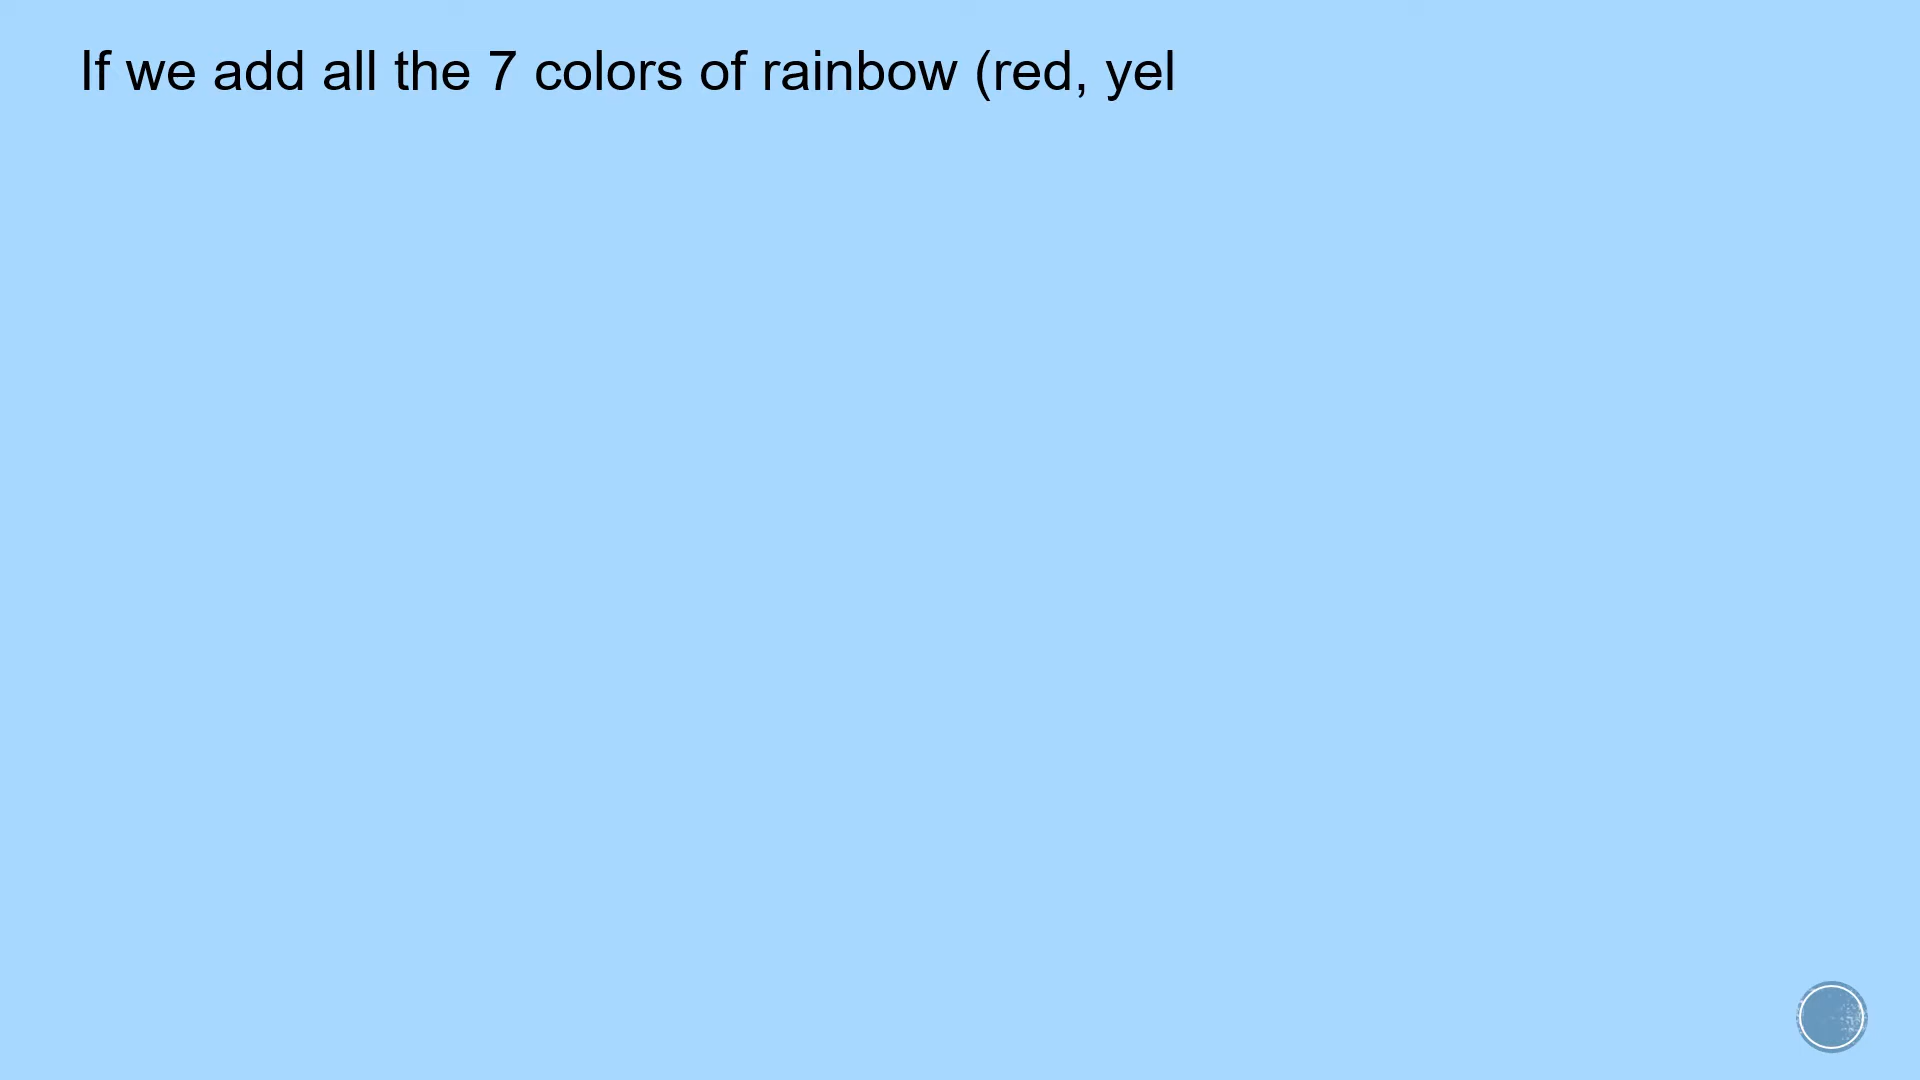 If we add all the 7 colors of rainbow (red, yel